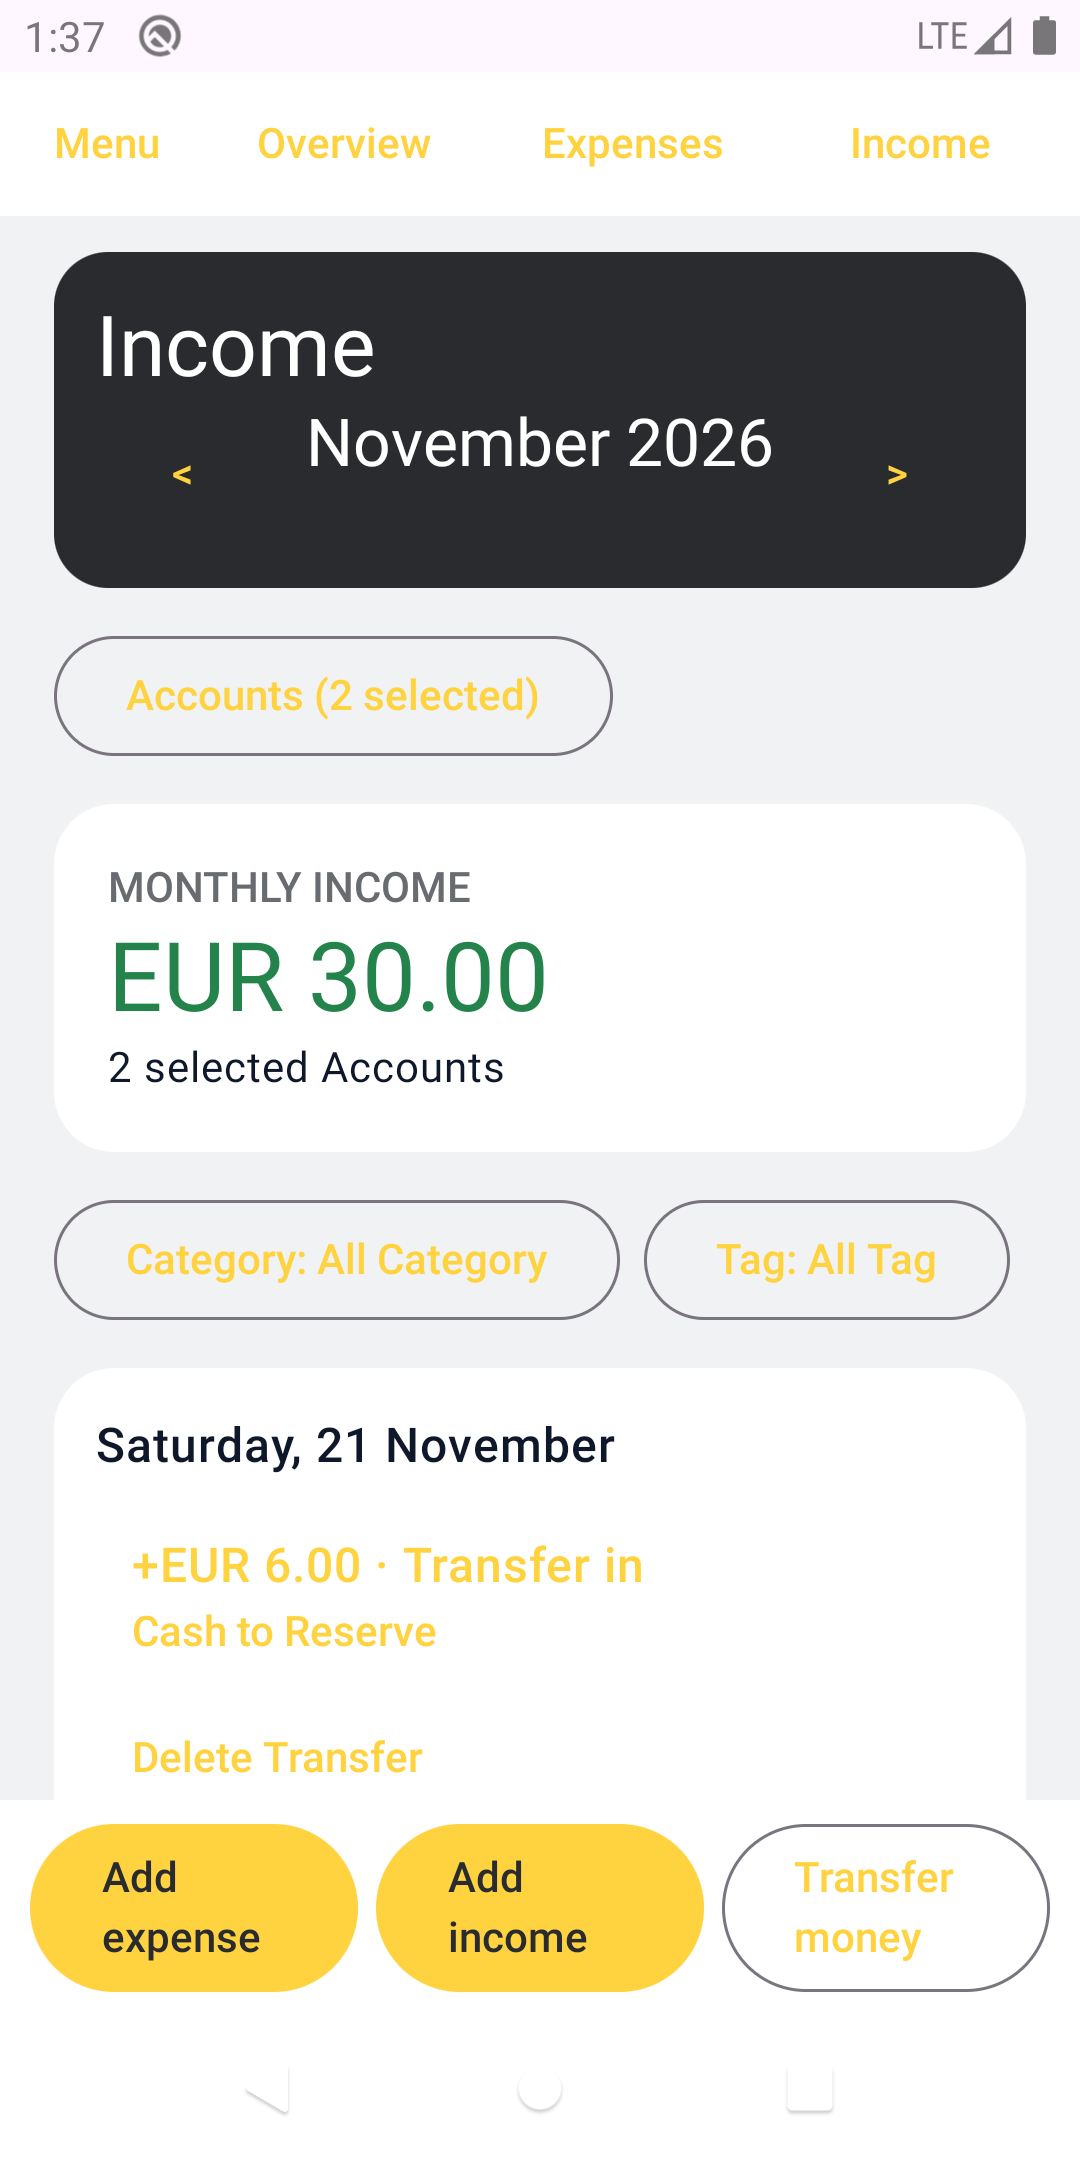 1:37 LTE
Menu Overview Expenses Income
Income
November 2026
< >
Accounts (2 selected)
MONTHLY INCOME
EUR 30.00
2 selected Accounts
Category: All Category Tag: All Tag
Saturday, 21 November
+EUR 6.00 · Transfer in
Cash to Reserve
Delete Transfer
Add expense
Add income
Transfer money